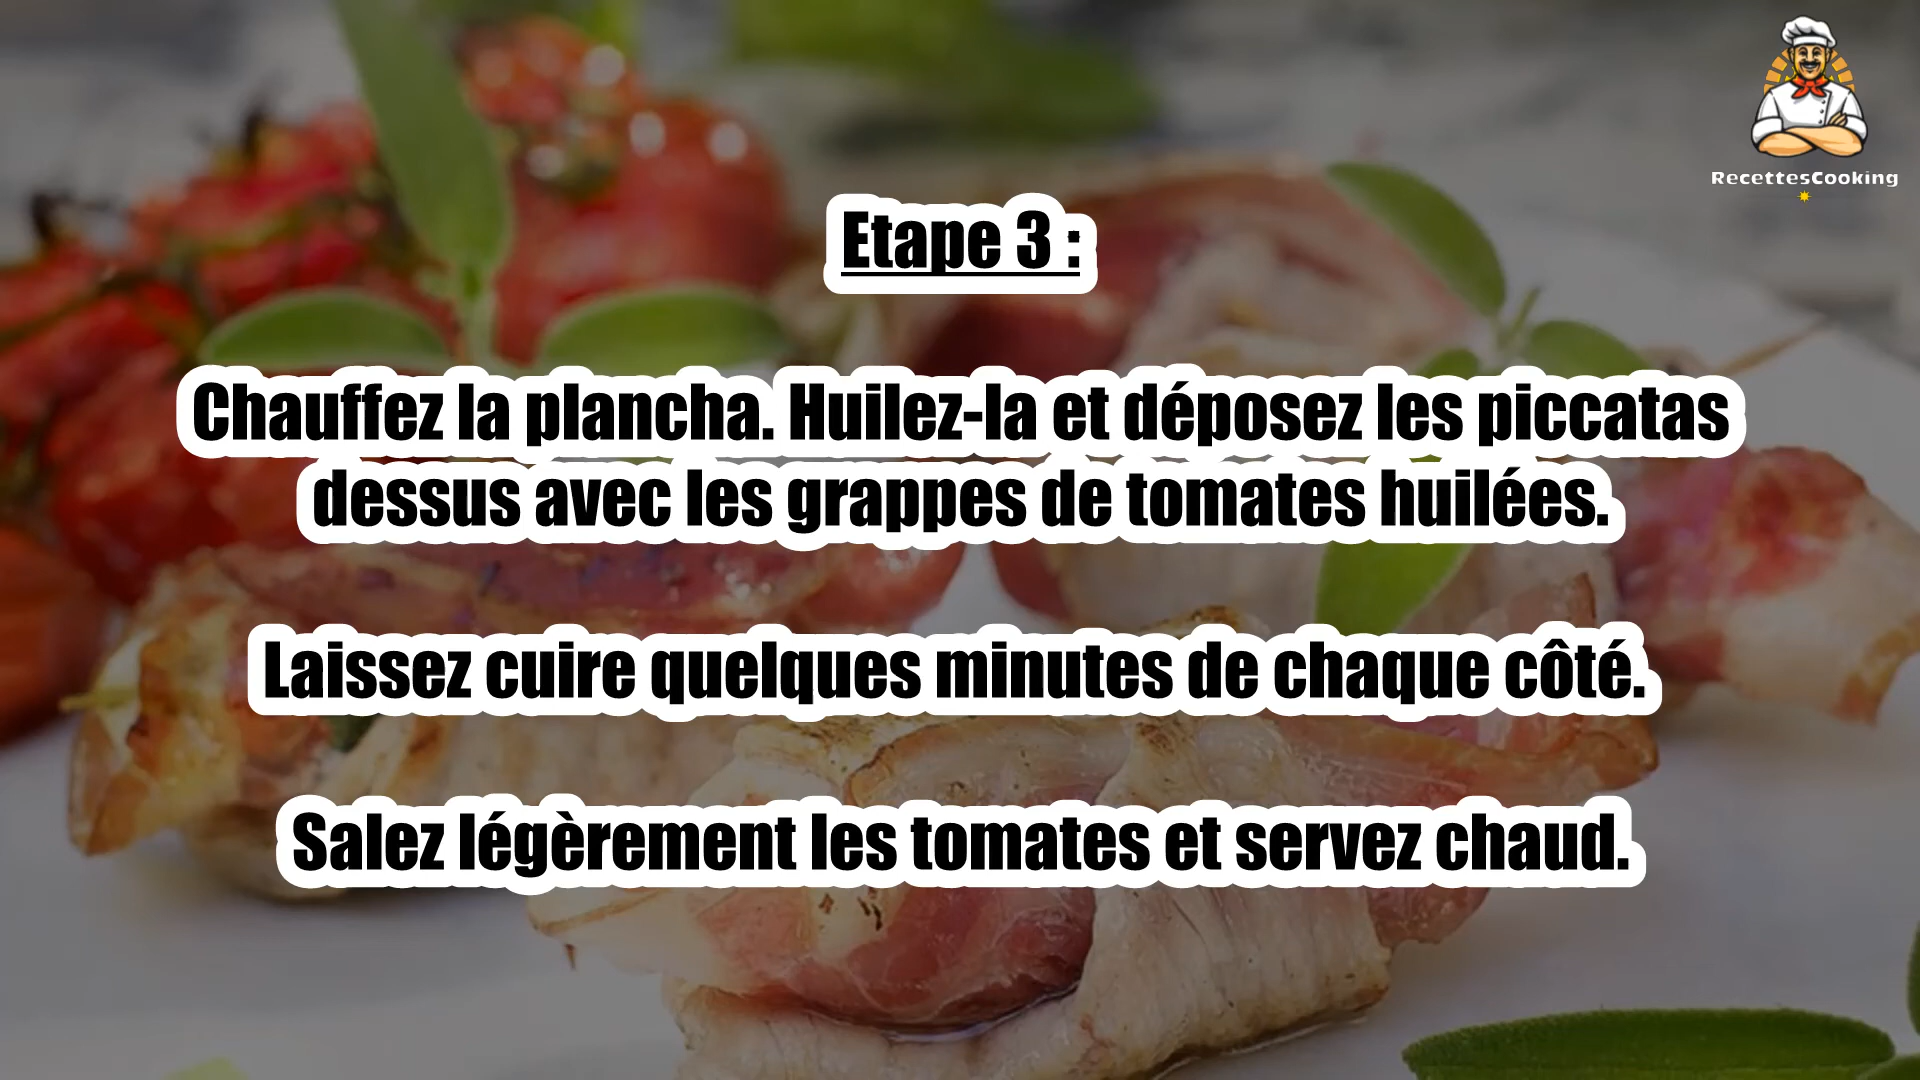 RecettesCooking
Etape 3 :
Chauffez la plancha. Huilez-la et déposez les piccatas
dessus avec les grappes de tomates huilées.
Laissez cuire quelques minutes de chaque côté.
Salez légèrement les tomates et servez chaud.